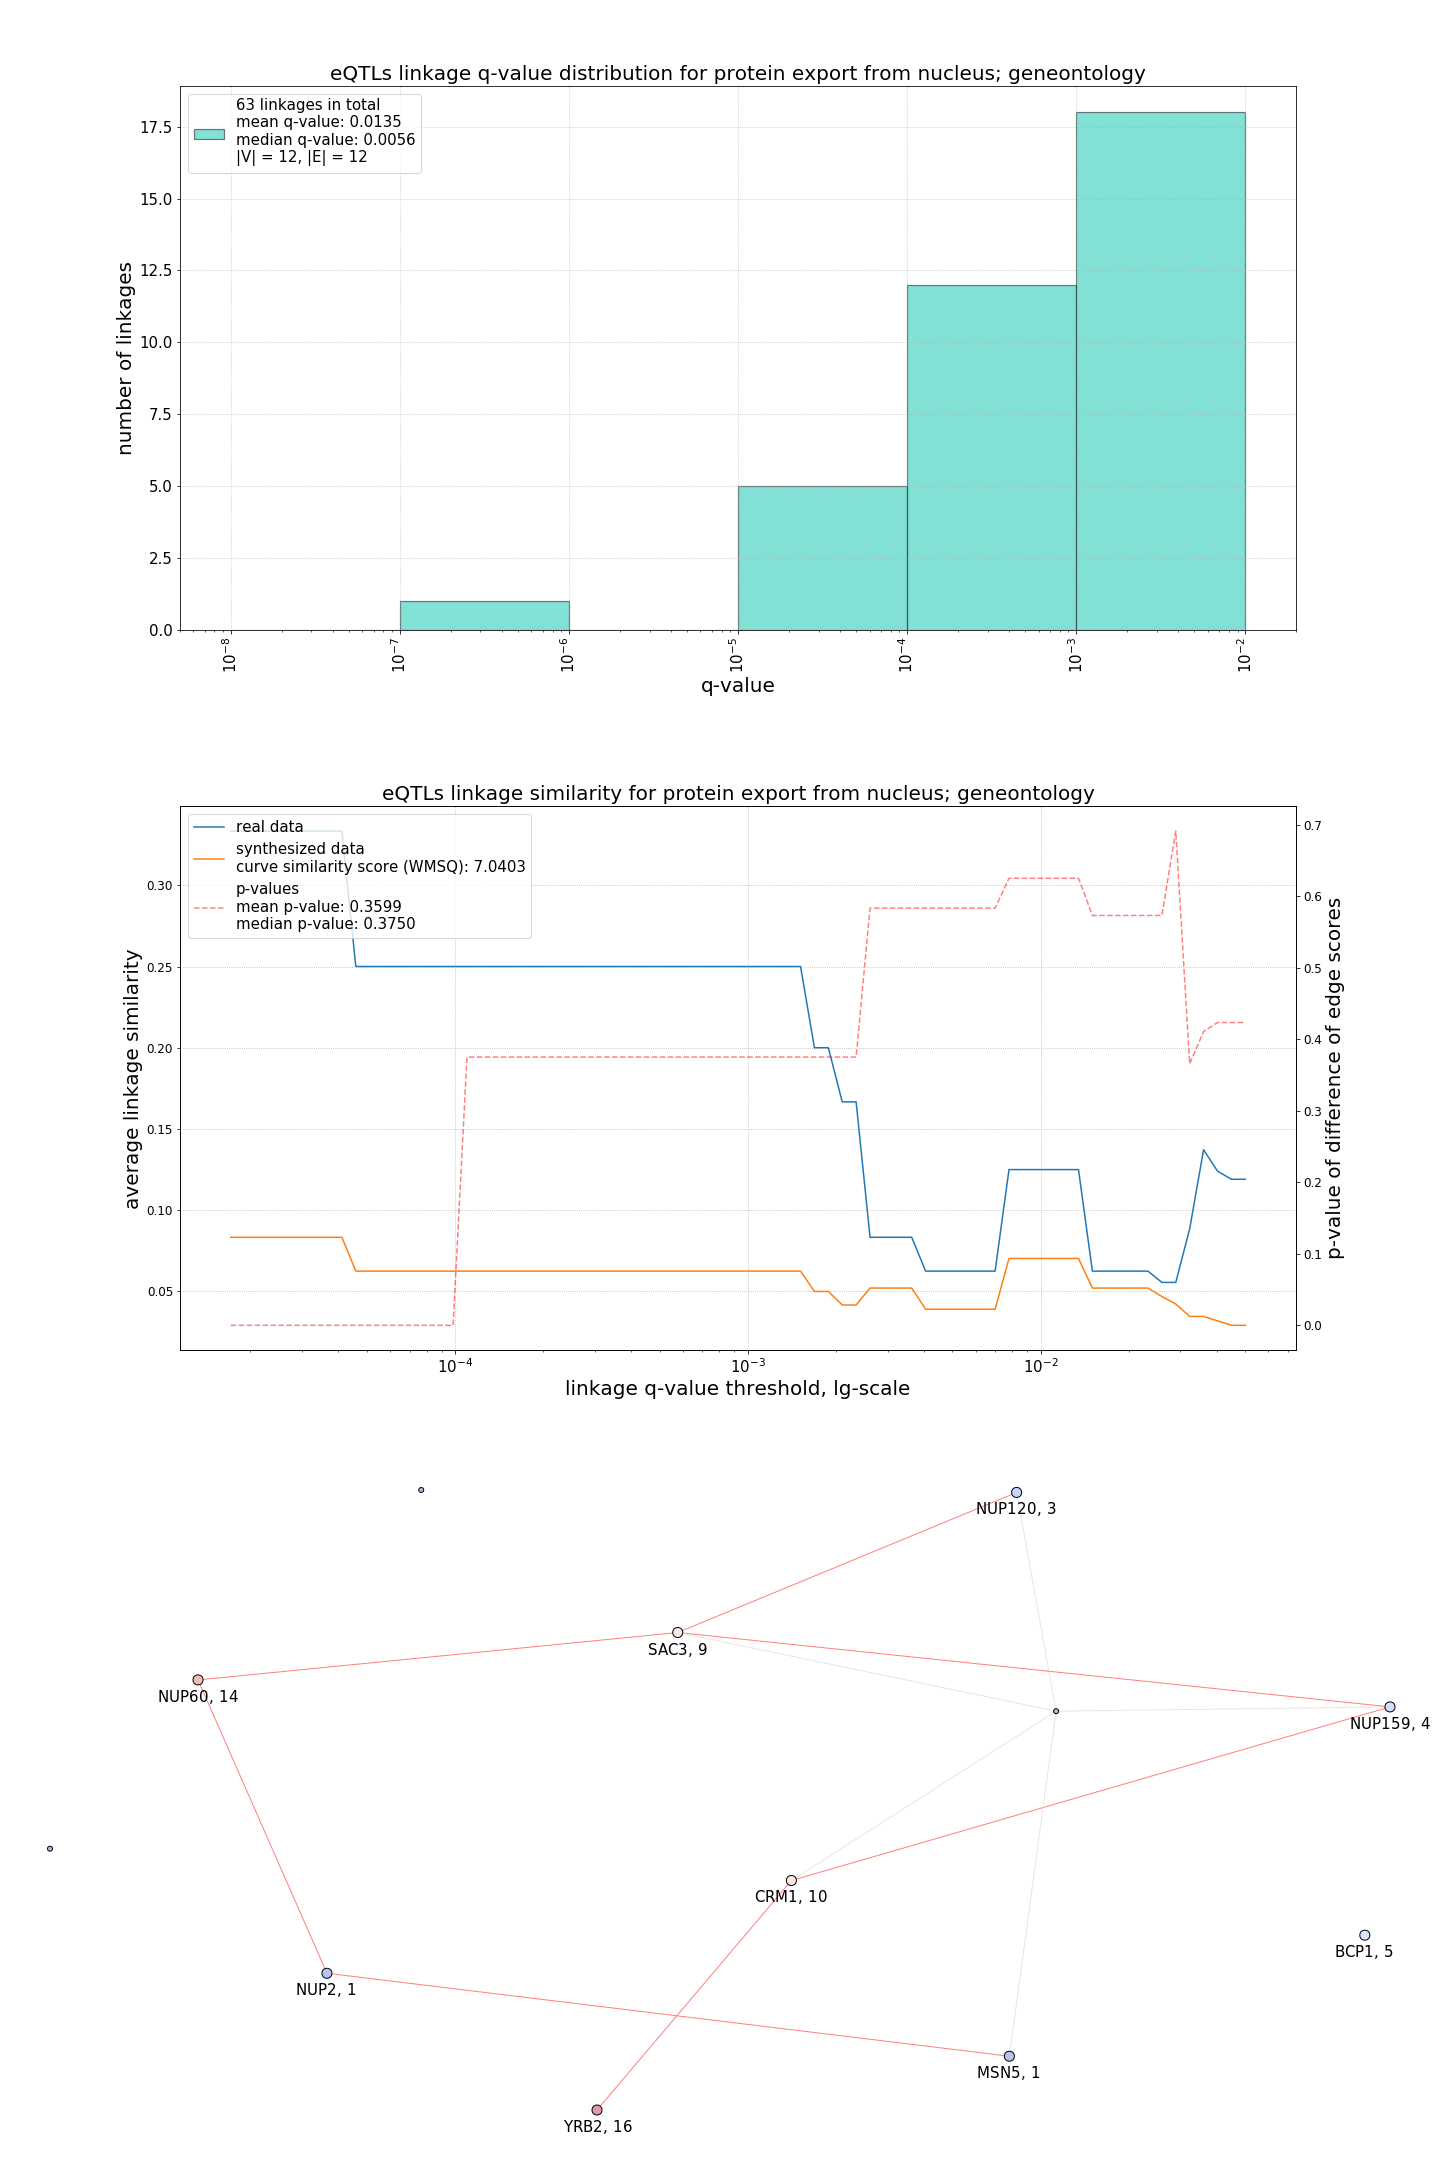 eQTLs linkage q-value distribution for protein export from nucleus; geneontology
63 linkages in total
mean q-value: 0.0135
median q-value: 0.0056
|V| = 12, |E| = 12
number of linkages
17.5
15.0
12.5
10.0
7.5
5.0
2.5
0.0
10⁻⁸
10⁻⁷
10⁻⁶
10⁻⁵
10⁻⁴
10⁻³
10⁻²
q-value
eQTLs linkage similarity for protein export from nucleus; geneontology
real data
synthesized data
curve similarity score (WMSQ): 7.0403
p-values
mean p-value: 0.3599
median p-value: 0.3750
average linkage similarity
0.30
0.25
0.20
0.15
0.10
0.05
0.7
0.6
0.5
0.4
0.3
0.2
0.1
0.0
p-value of difference of edge scores
10⁻⁴
10⁻³
10⁻²
linkage q-value threshold, lg-scale
NUP120, 3
SAC3, 9
NUP60, 14
NUP159, 4
CRM1, 10
BCP1, 5
NUP2, 1
MSN5, 1
YRB2, 16